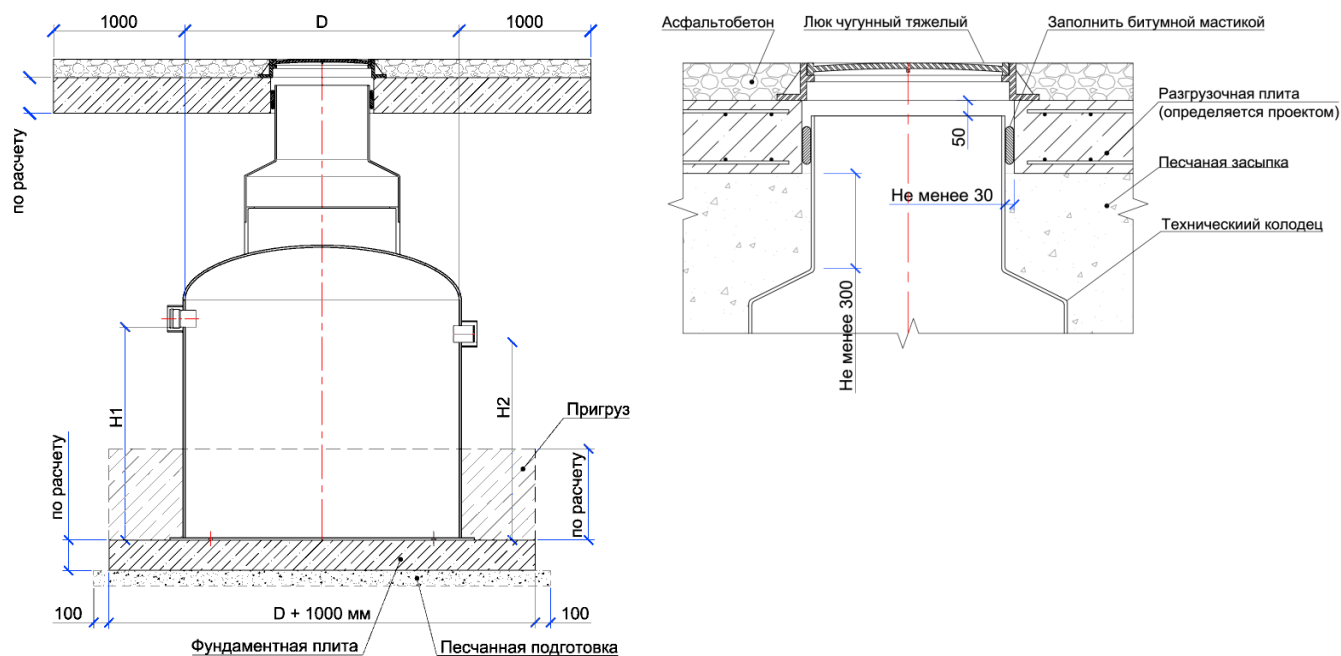 1000
D
1000
по расчету
H1
H2
Пригруз
по расчету
по расчету
100
D + 1000 мм
100
Фундаментная плита
Песчанная подготовка
Асфальтобетон
Люк чугунный тяжелый
Заполнить битумной мастикой
Разгрузочная плита
(определяется проектом)
50
Песчаная засыпка
Не менее 30
Техническиий колодец
Не менее 300